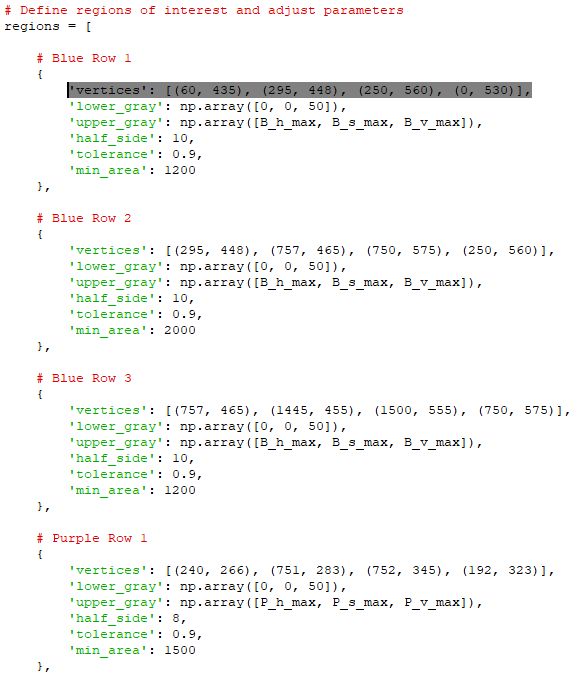 # Define regions of interest and adjust parameters
regions = [
# Blue Row 1
{
'vertices': [(60, 435), (295, 448), (250, 560), (0, 530)],
'lower_gray': np.array([0, 0, 50]),
'upper_gray': np.array([B_h_max, B_s_max, B_v_max]),
'half_side': 10,
'tolerance': 0.9,
'min_area': 1200
},
# Blue Row 2
{
'vertices': [(295, 448), (757, 465), (750, 575), (250, 560)],
'lower_gray': np.array([0, 0, 50]),
'upper_gray': np.array([B_h_max, B_s_max, B_v_max]),
'half_side': 10,
'tolerance': 0.9,
'min_area': 2000
},
# Blue Row 3
{
'vertices': [(757, 465), (1445, 455), (1500, 555), (750, 575)],
'lower_gray': np.array([0, 0, 50]),
'upper_gray': np.array([B_h_max, B_s_max, B_v_max]),
'half_side': 10,
'tolerance': 0.9,
'min_area': 1200
},
# Purple Row 1
{
'vertices': [(240, 266), (751, 283), (752, 345), (192, 323)],
'lower_gray': np.array([0, 0, 50]),
'upper_gray': np.array([P_h_max, P_s_max, P_v_max]),
'half_side': 8,
'tolerance': 0.9,
'min_area': 1500
},